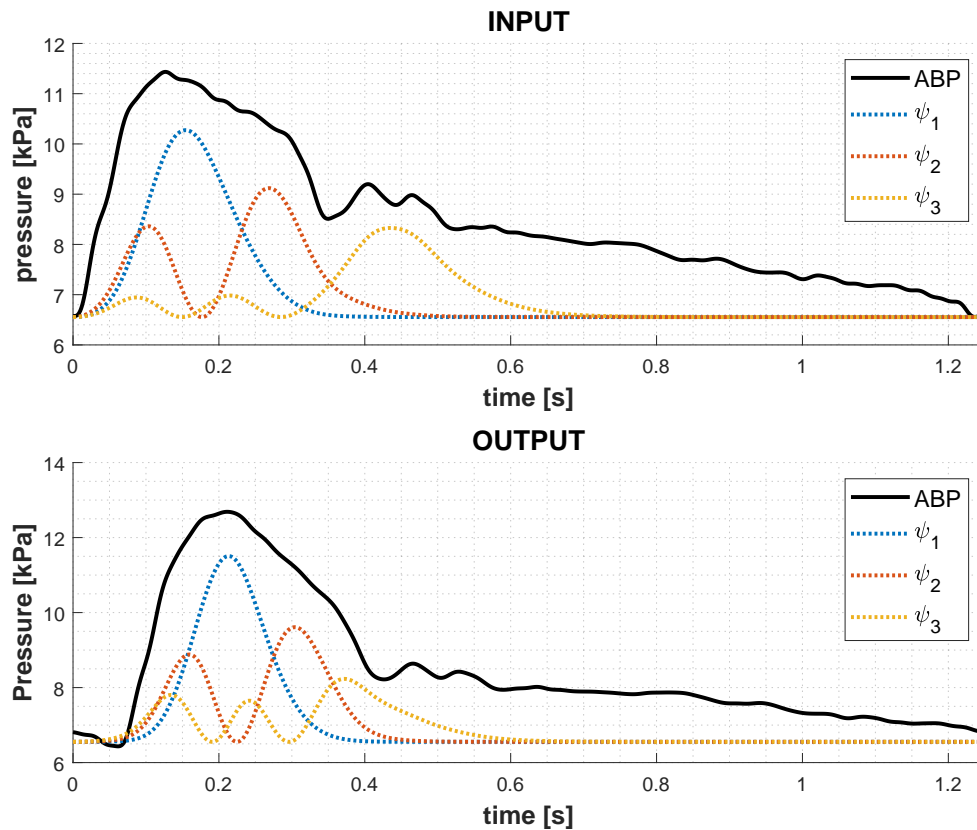 INPUT
12
11
10
9
8
7
6
pressure [kPa]
0
0.2
0.4
0.6
0.8
1
1.2
time [s]
ABP
ψ1
ψ2
ψ3
OUTPUT
14
12
10
8
6
Pressure [kPa]
0
0.2
0.4
0.6
0.8
1
1.2
time [s]
ABP
ψ1
ψ2
ψ3